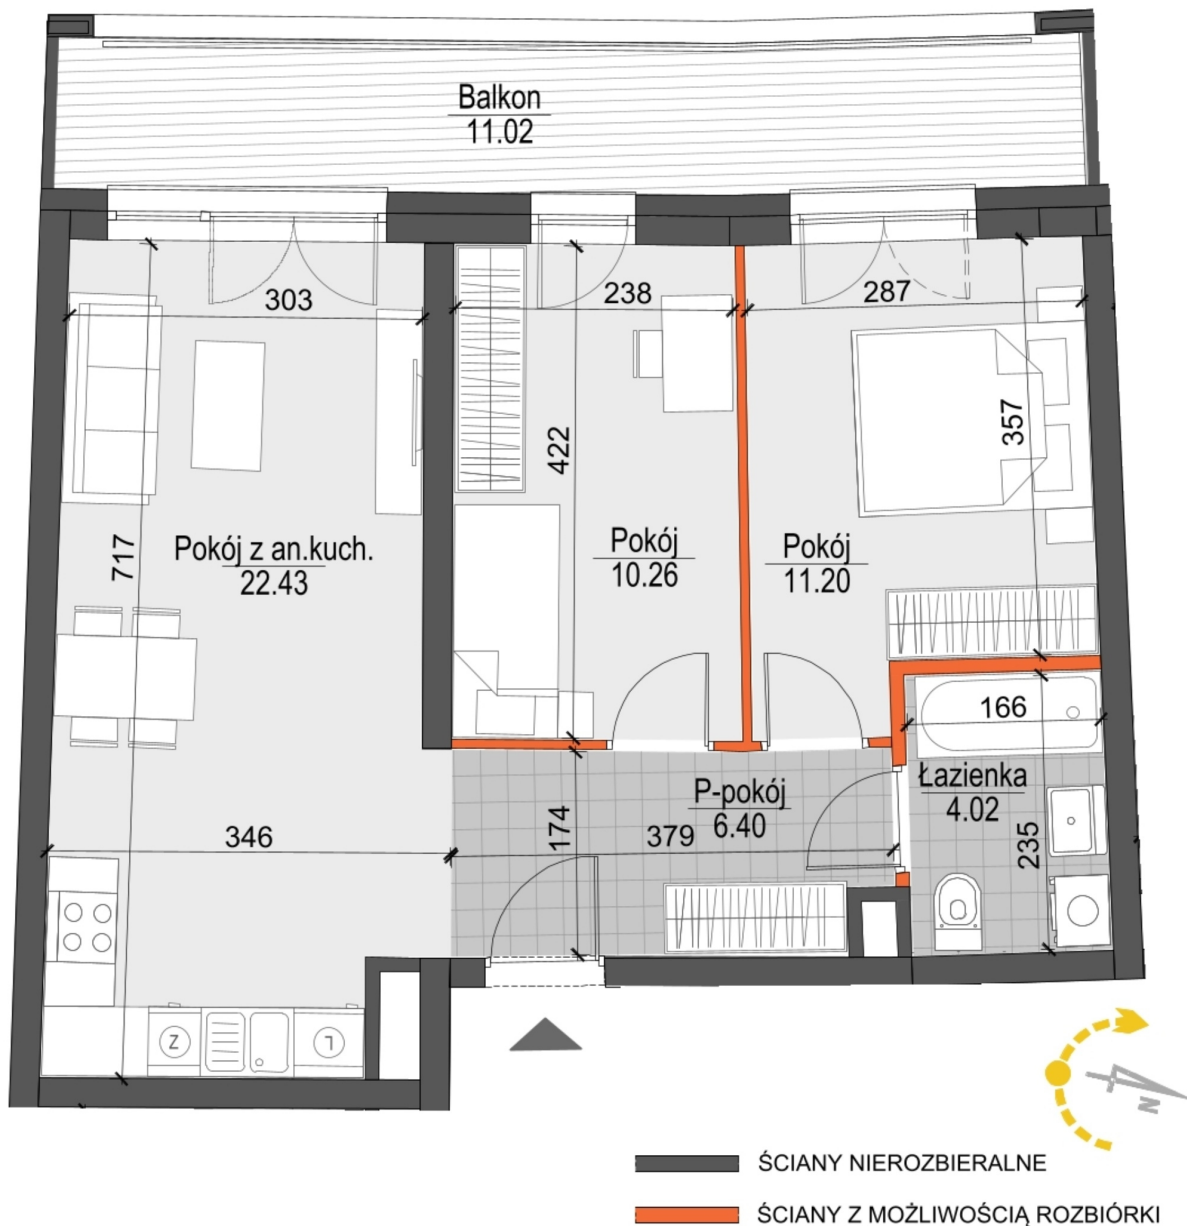 Balkon
11.02
303
238
287
422
357
717
Pokój z an.kuch.
22.43
Pokój
10.26
Pokój
11.20
166
P-pokój
6.40
Łazienka
4.02
346
174
379
235
Z
L
N
ŚCIANY NIEROZBIERALNE
ŚCIANY Z MOŻLIWOŚCIĄ ROZBIÓRKI